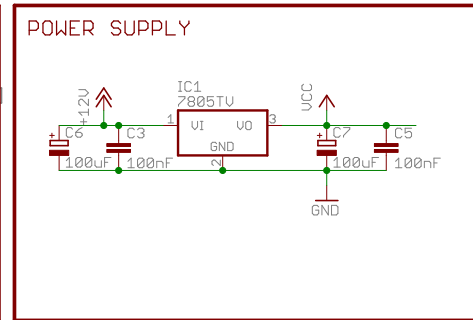 POWER SUPPLY
+12V
IC1
7805TV
VCC
1
VI
VO
3
GND
2
+
C6
100uF
C3
100nF
+
C7
100uF
C5
100nF
GND